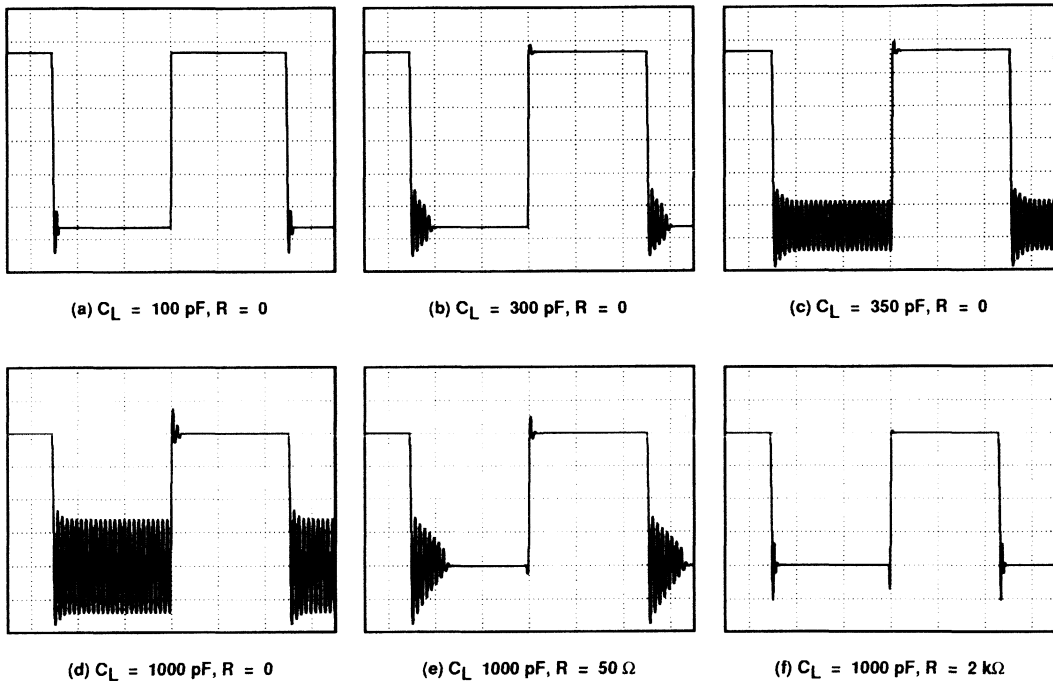 (a) CL = 100 pF, R = 0
(b) CL = 300 pF, R = 0
(c) CL = 350 pF, R = 0
(d) CL = 1000 pF, R = 0
(e) CL 1000 pF, R = 50 Ω
(f) CL = 1000 pF, R = 2 kΩ